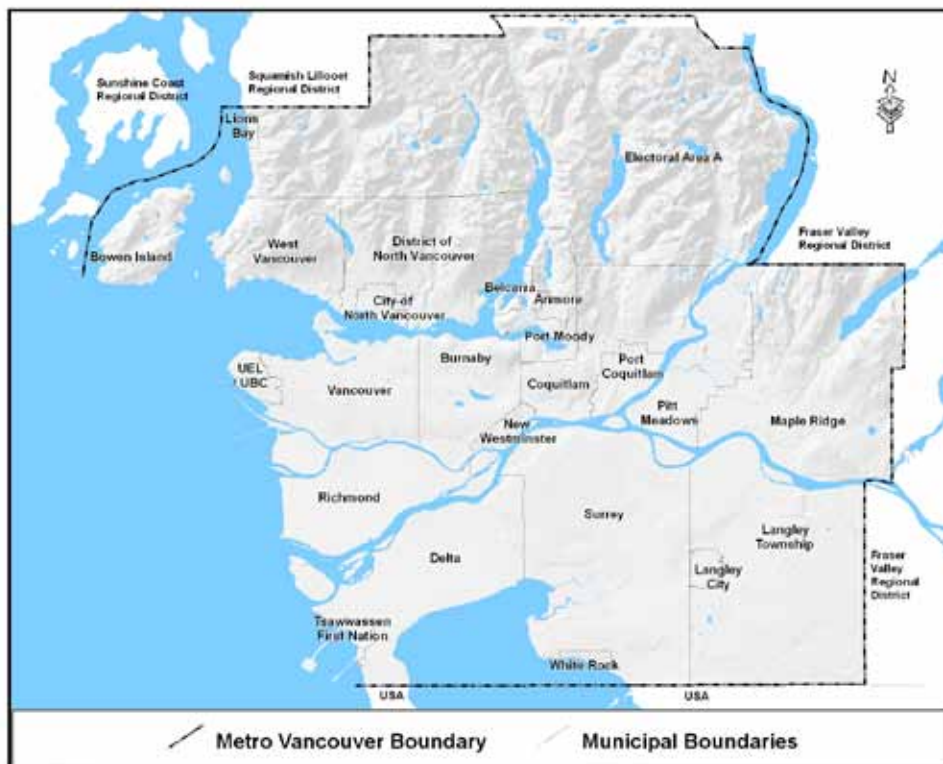 Sunshine Coast
Regional District
Squamish Lillooet
Regional District
N
Lions
Bay
Electoral Area A
Fraser Valley
Regional District
Bowen Island
West
Vancouver
District of
North Vancouver
Belcarra
Anmore
City of
North Vancouver
Port Moody
UEL
UBC
Vancouver
Burnaby
Coquitlam
Port
Coquitlam
Pitt
Meadows
Maple Ridge
New
Westminster
Richmond
Surrey
Langley
Township
Delta
Langley
City
Fraser
Valley
Regional
District
Tsawwassen
First Nation
White Rock
USA
USA
Metro Vancouver Boundary
Municipal Boundaries